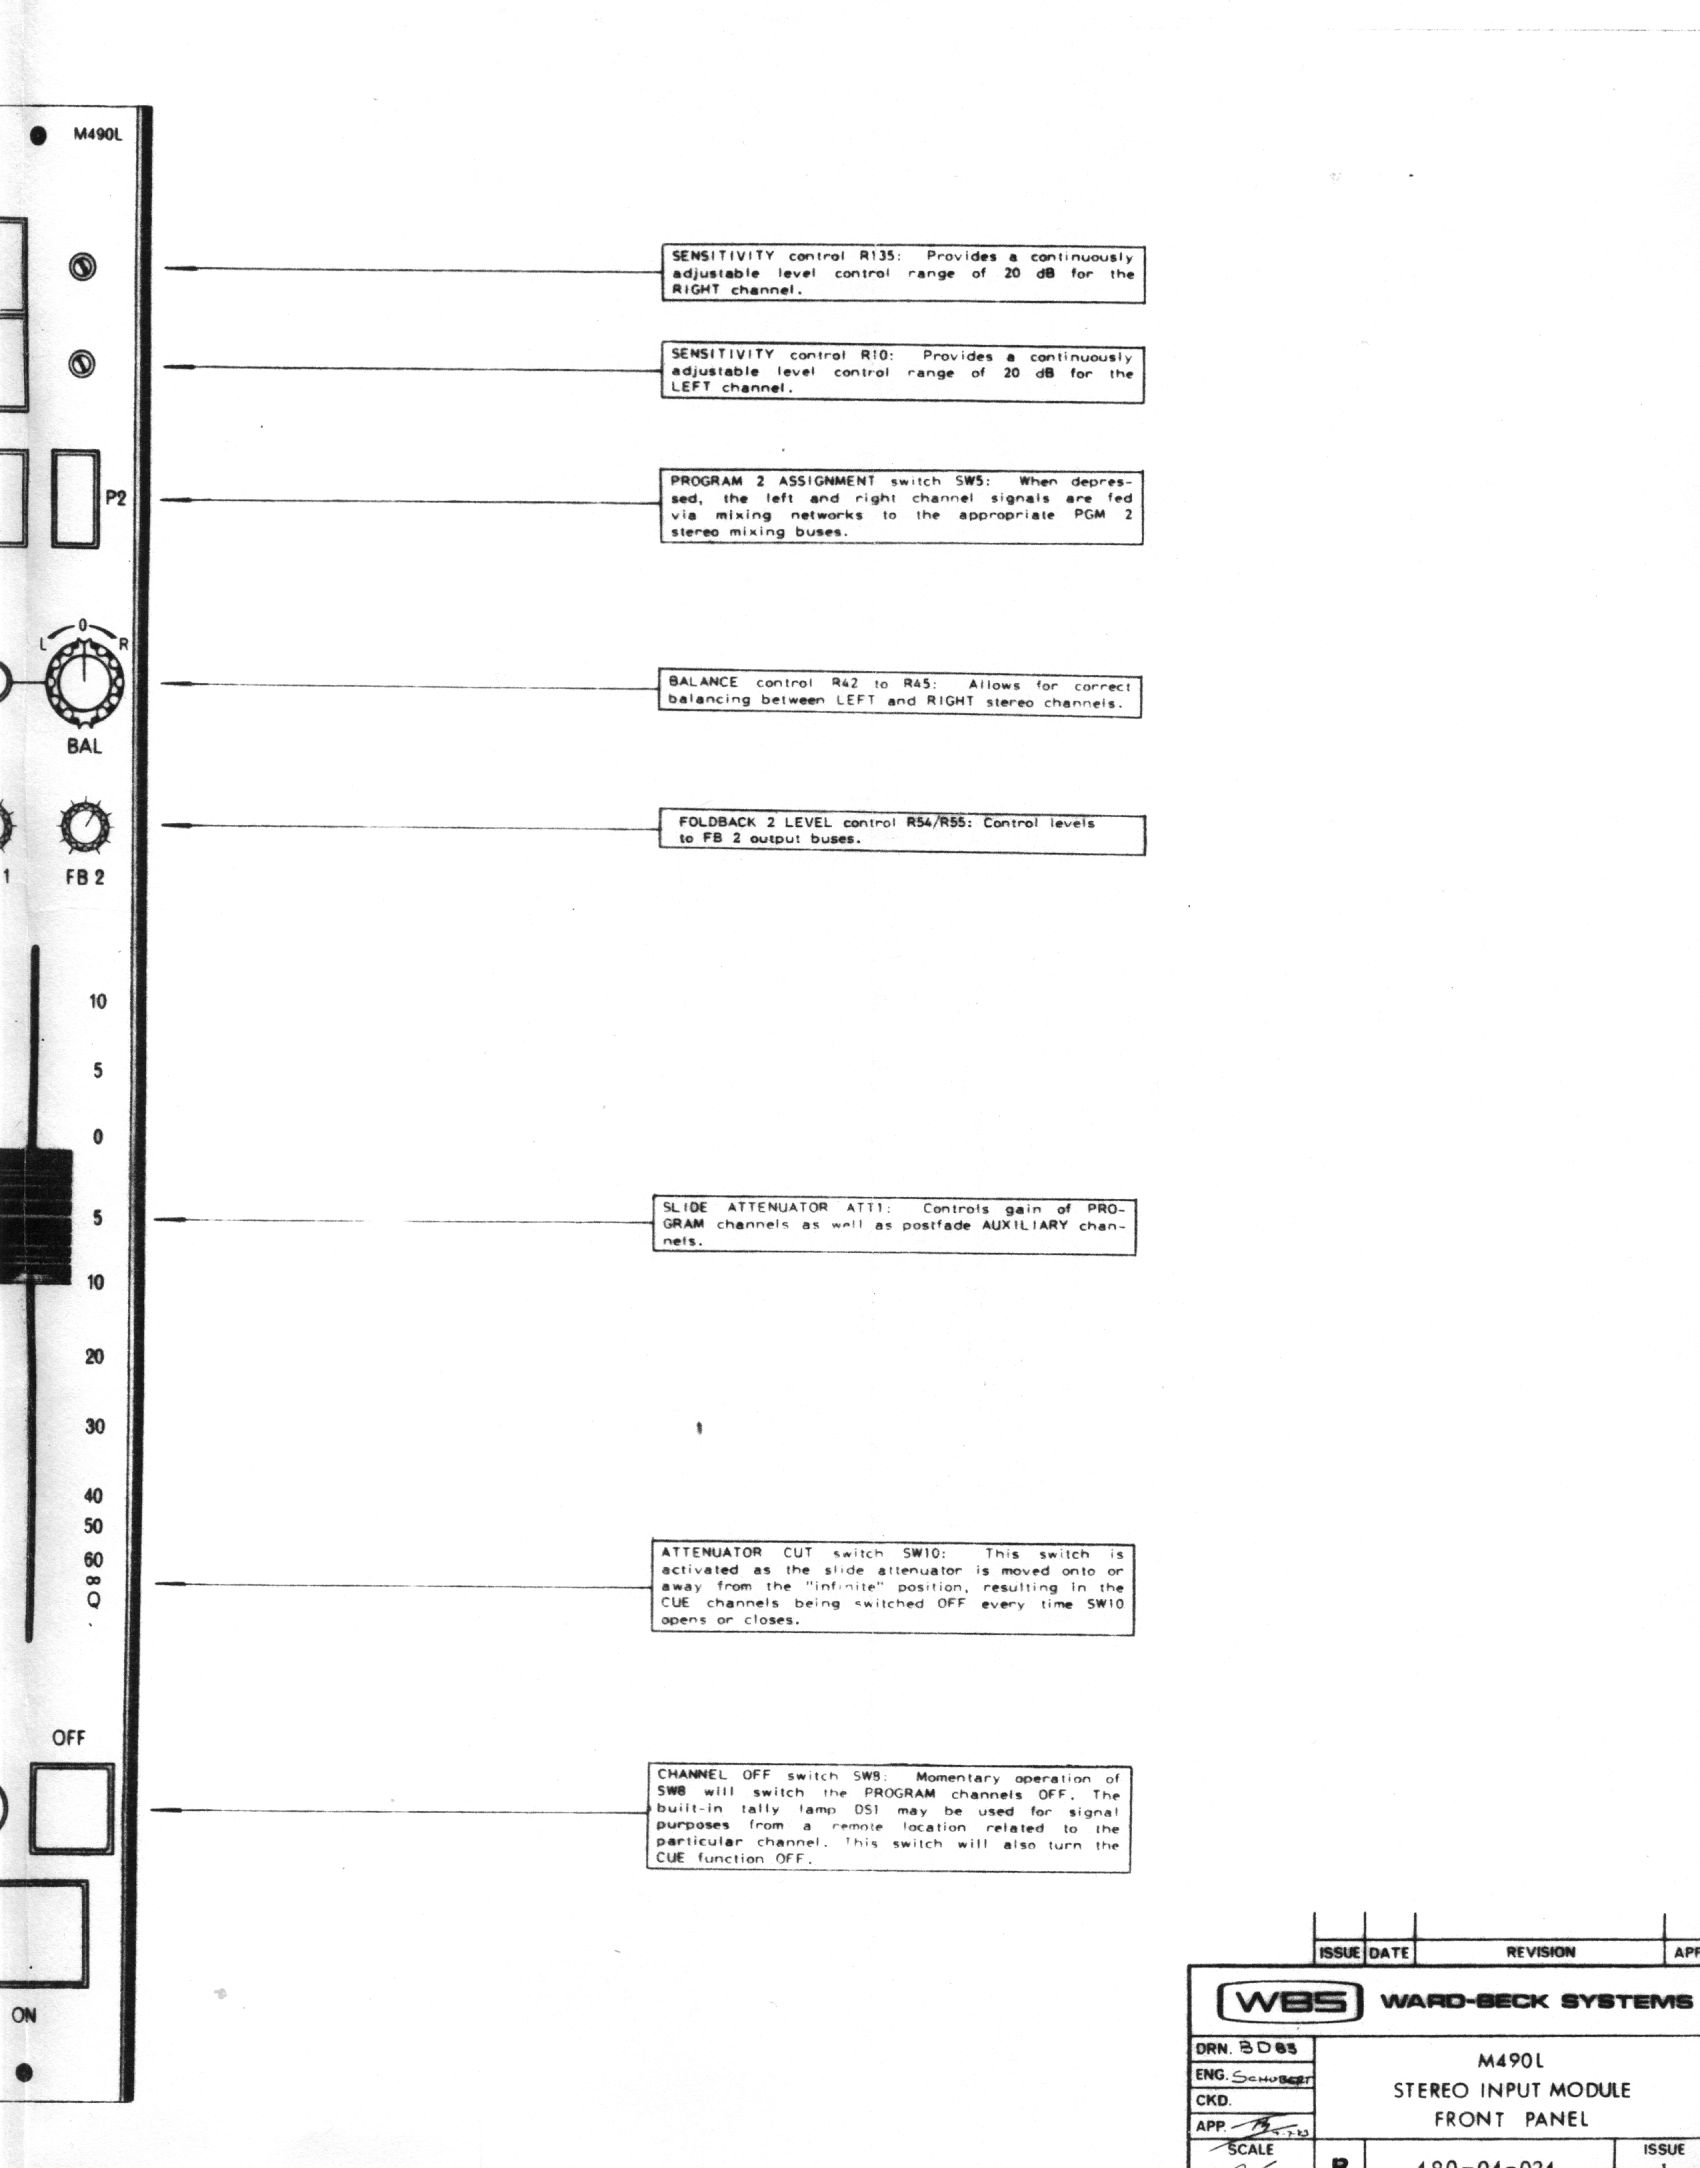 M490L
SENSITIVITY control R135: Provides a continuously
adjustable level control range of 20 dB for the
RIGHT channel.
SENSITIVITY control R10: Provides a continuously
adjustable level control range of 20 dB for the
LEFT channel.
P2
PROGRAM 2 ASSIGNMENT switch SW5: When depres-
sed, the left and right channel signals are fed
via mixing networks to the appropriate PGM 2
stereo mixing buses.
L 0 R
BALANCE control R42 to R45: Allows for correct
balancing between LEFT and RIGHT stereo channels.
BAL
FOLDBACK 2 LEVEL control R54/R55: Control levels
to FB 2 output buses.
1 FB 2
10
5
0
SLIDE ATTENUATOR ATT1: Controls gain of PRO-
GRAM channels as well as postfade AUXILIARY chan-
nels.
5
10
20
30
40
50
60
∞
Q
ATTENUATOR CUT switch SW10: This switch is
activated as the slide attenuator is moved onto or
away from the "infinite" position, resulting in the
CUE channels being switched OFF every time SW10
opens or closes.
OFF
CHANNEL OFF switch SW8: Momentary operation of
SW8 will switch the PROGRAM channels OFF. The
built-in tally lamp DS1 may be used for signal
purposes from a remote location related to the
particular channel. This switch will also turn the
CUE function OFF.
ON
ISSUE DATE REVISION APP
WBS WARD-BECK SYSTEMS
DRN. BD83
ENG. SCHUBERT
CKD.
APP.
M490L
STEREO INPUT MODULE
FRONT PANEL
SCALE
B
ISSUE